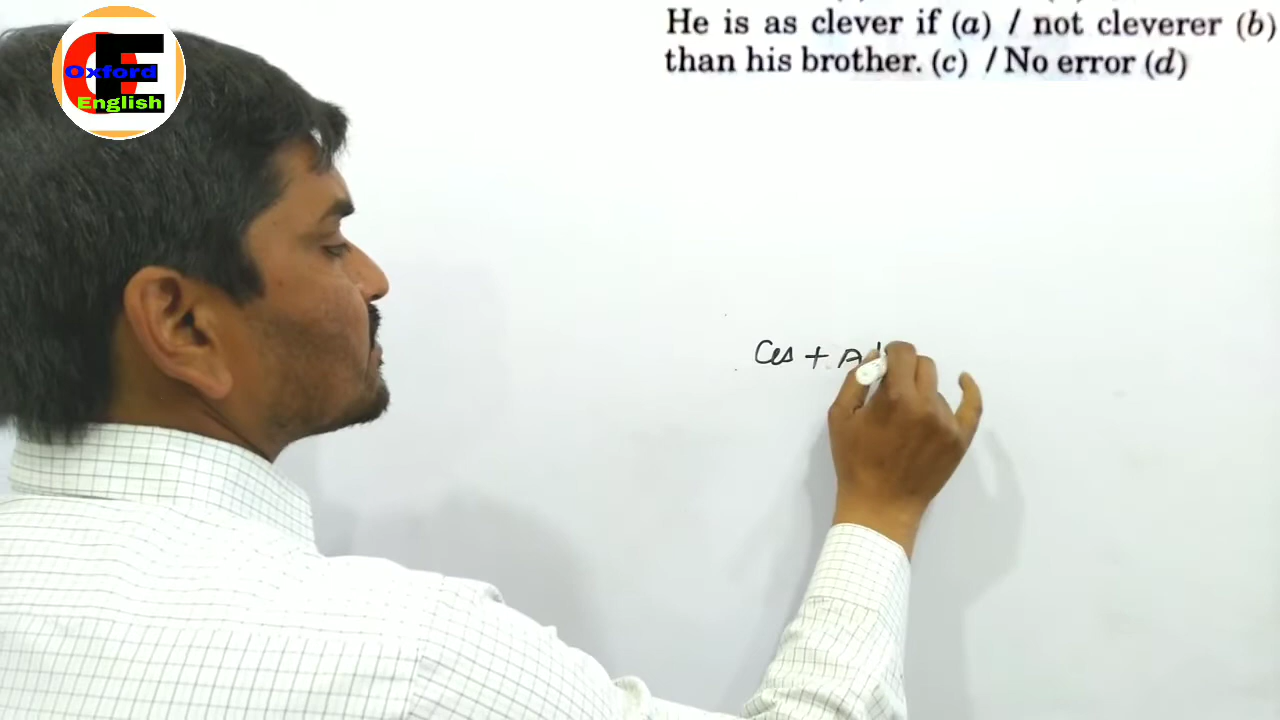 Oxford
English
He is as clever if (a) / not cleverer (b)
than his brother. (c) / No error (d)
+ A